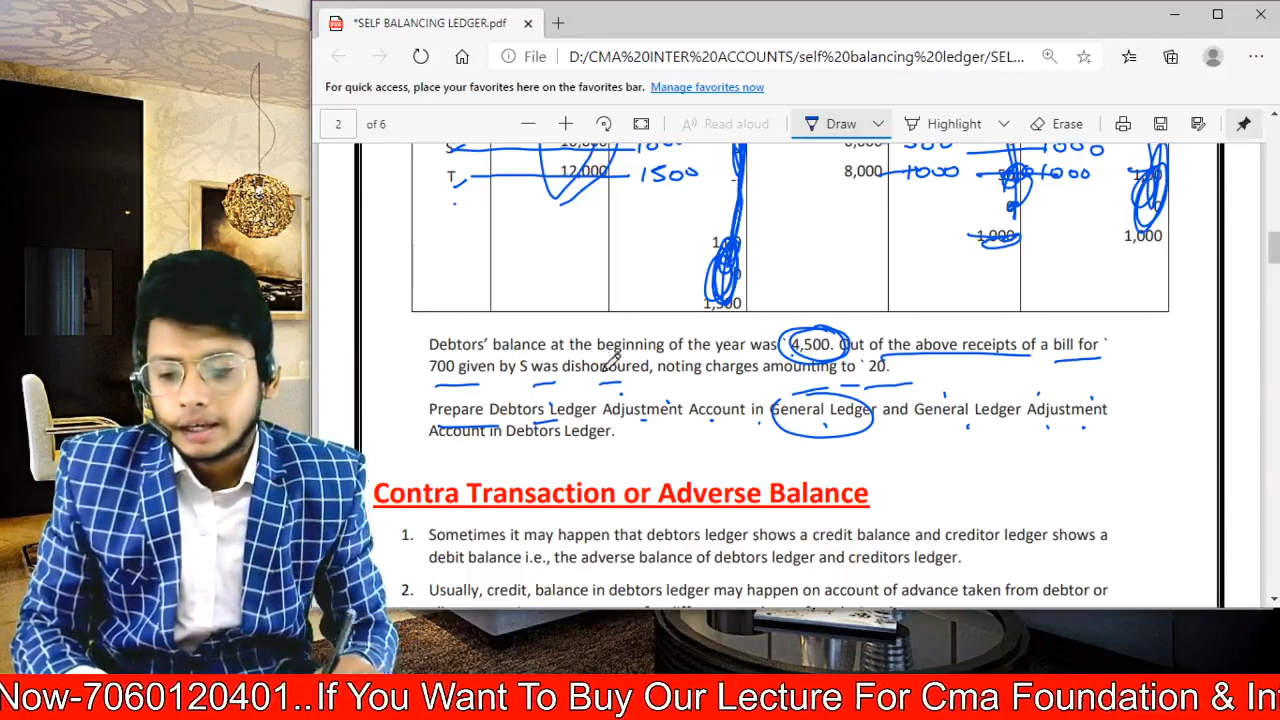 *SELF BALANCING LEDGER.pdf
File D:/CMA%20INTER%20ACCOUNTS/self%20balancing%20ledger/SEL...
For quick access, place your favorites here on the favorites bar. Manage favorites now
2 of 6 Read aloud Draw Highlight Erase
T 12,000 1500 8,000 1000 1000
1,000 1,000
Debtors' balance at the beginning of the year was ` 4,500. Out of the above receipts of a bill for `
700 given by S was dishonoured, noting charges amounting to ` 20.
Prepare Debtors Ledger Adjustment Account in General Ledger and General Ledger Adjustment
Account in Debtors Ledger.
Contra Transaction or Adverse Balance
1. Sometimes it may happen that debtors ledger shows a credit balance and creditor ledger shows a
debit balance i.e., the adverse balance of debtors ledger and creditors ledger.
2. Usually, credit, balance in debtors ledger may happen on account of advance taken from debtor or
Now-7060120401..If You Want To Buy Our Lecture For Cma Foundation & In